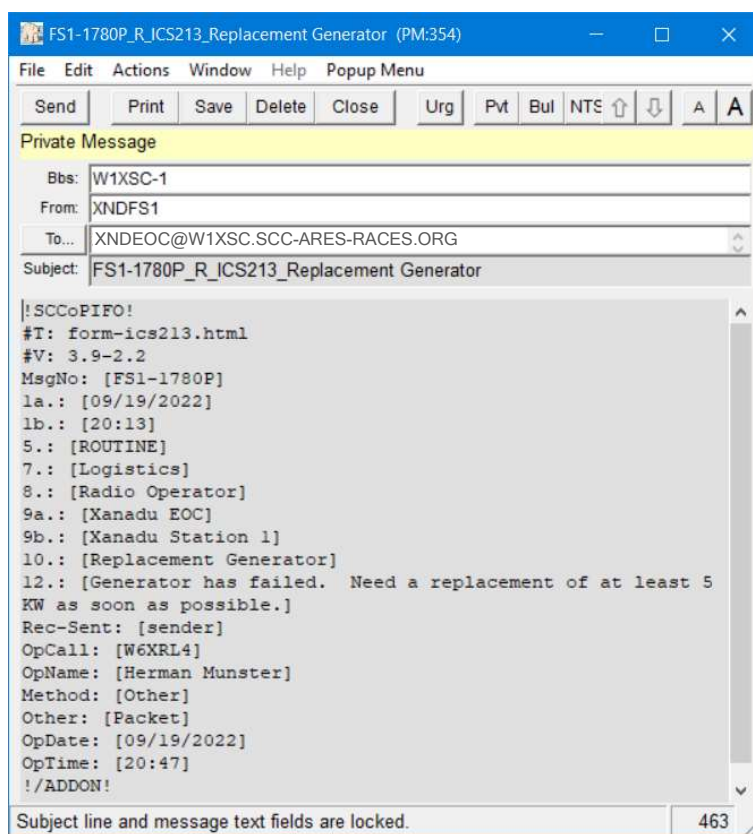 FS1-1780P_R_ICS213_Replacement Generator (PM:354)
File Edit Actions Window Help Popup Menu
Send Print Save Delete Close Urg Pvt Bul NTS A A
Private Message
Bbs: W1XSC-1
From: XNDFS1
To... XNDEOC@W1XSC.SCC-ARES-RACES.ORG
Subject: FS1-1780P_R_ICS213_Replacement Generator
!SCCoPIFO!
#T: form-ics213.html
#V: 3.9-2.2
MsgNo: [FS1-1780P]
1a.: [09/19/2022]
1b.: [20:13]
5.: [ROUTINE]
7.: [Logistics]
8.: [Radio Operator]
9a.: [Xanadu EOC]
9b.: [Xanadu Station 1]
10.: [Replacement Generator]
12.: [Generator has failed.  Need a replacement of at least 5
KW as soon as possible.]
Rec-Sent: [sender]
OpCall: [W6XRL4]
OpName: [Herman Munster]
Method: [Other]
Other: [Packet]
OpDate: [09/19/2022]
OpTime: [20:47]
!/ADDON!
Subject line and message text fields are locked. 463